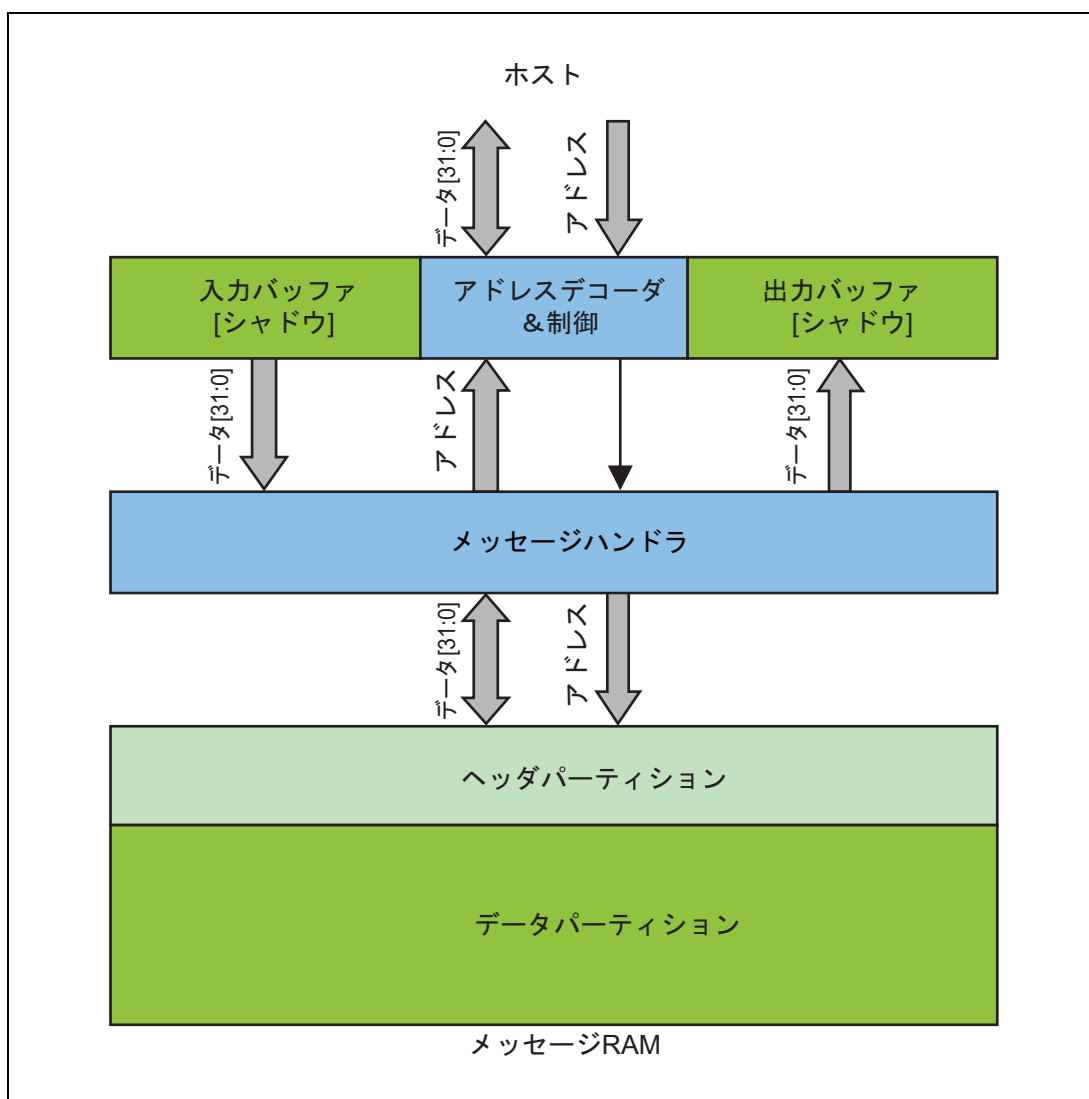 ホスト
データ[31:0]
アドレス
入力バッファ
[シャドウ]
アドレスデコーダ
&制御
出力バッファ
[シャドウ]
データ[31:0]
アドレス
データ[31:0]
メッセージハンドラ
データ[31:0]
アドレス
ヘッダパーティション
データパーティション
メッセージRAM